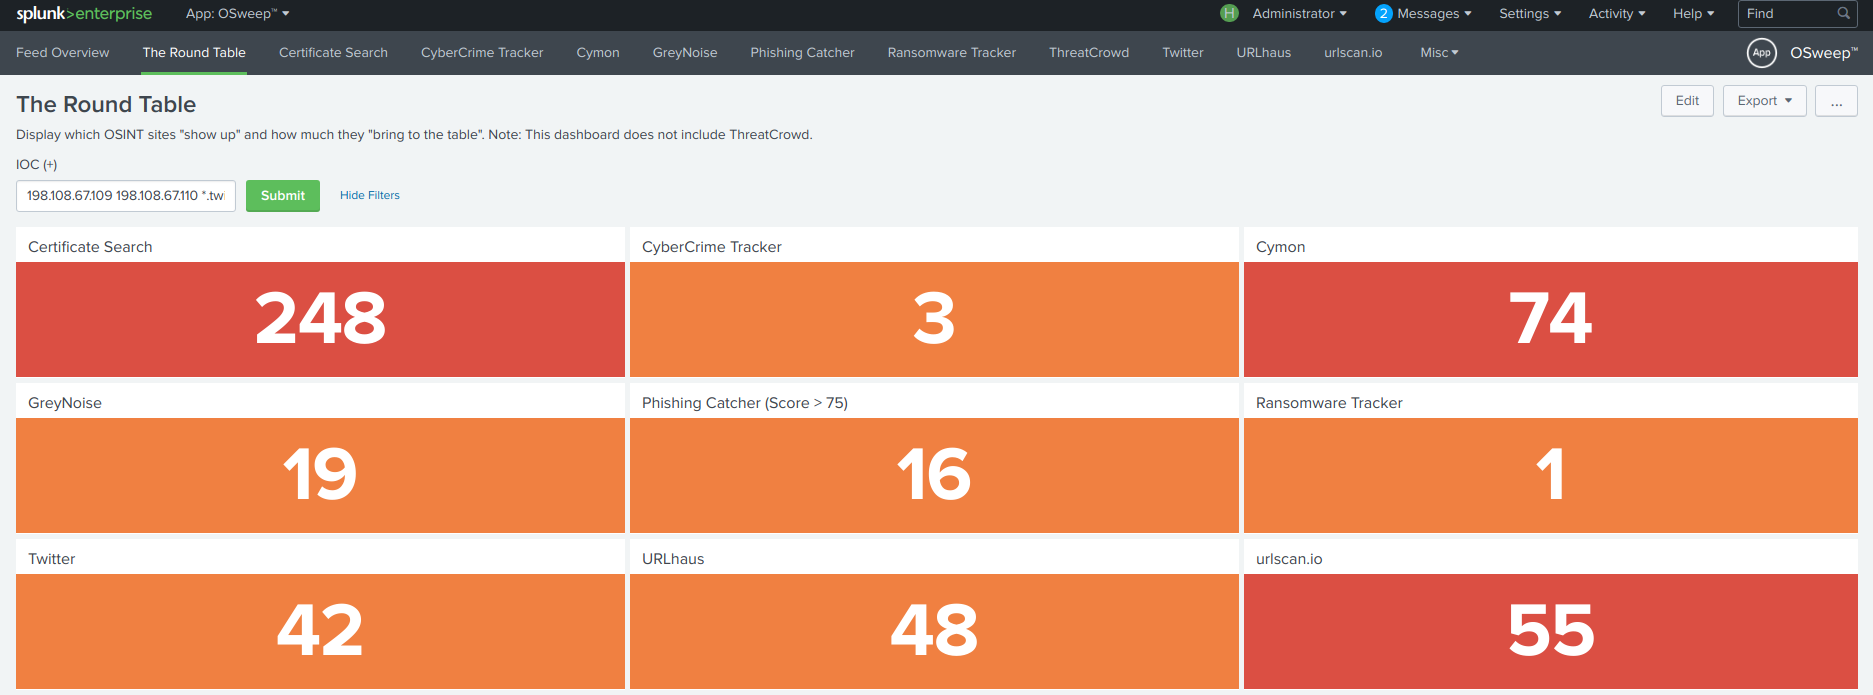 splunk>enterprise App: OSweep™ H Administrator 2 Messages Settings Activity Help Find
Feed Overview The Round Table Certificate Search CyberCrime Tracker Cymon GreyNoise Phishing Catcher Ransomware Tracker ThreatCrowd Twitter URLhaus urlscan.io Misc App OSweep™
The Round Table
Edit Export ...
Display which OSINT sites "show up" and how much they "bring to the table". Note: This dashboard does not include ThreatCrowd.
IOC (+)
198.108.67.109 198.108.67.110 *.twi Submit Hide Filters
Certificate Search CyberCrime Tracker Cymon
248 3 74
GreyNoise Phishing Catcher (Score > 75) Ransomware Tracker
19 16 1
Twitter URLhaus urlscan.io
42 48 55